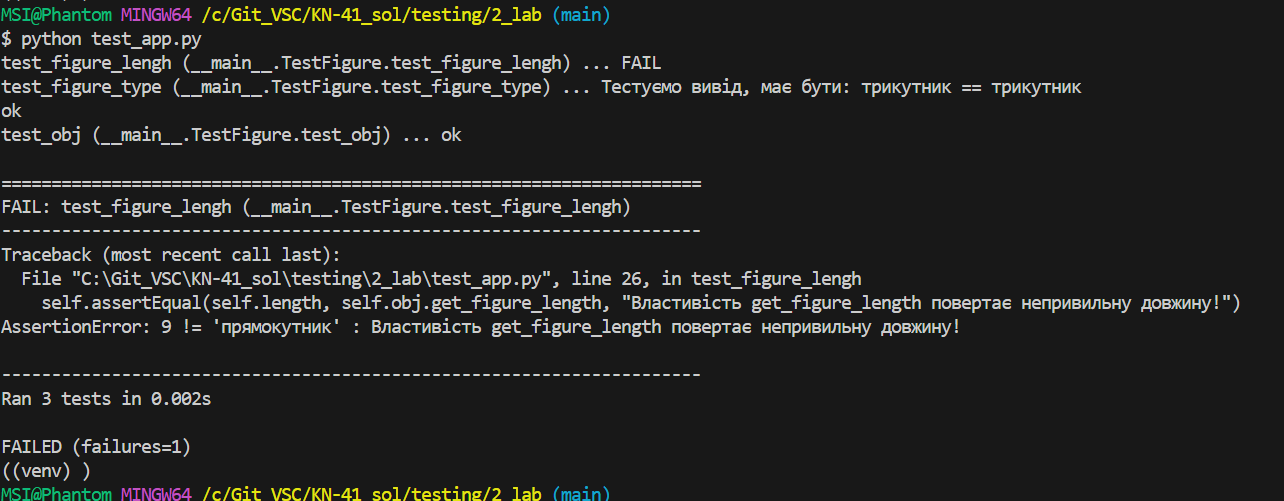 MSI@Phantom MINGW64 /c/Git_VSC/KN-41_sol/testing/2_lab (main)
$ python test_app.py
test_figure_lengh (__main__.TestFigure.test_figure_lengh) ... FAIL
test_figure_type (__main__.TestFigure.test_figure_type) ... Тестуємо вивід, має бути: трикутник == трикутник
ok
test_obj (__main__.TestFigure.test_obj) ... ok
======================================================================
FAIL: test_figure_lengh (__main__.TestFigure.test_figure_lengh)
----------------------------------------------------------------------
Traceback (most recent call last):
  File "C:\Git_VSC\KN-41_sol\testing\2_lab\test_app.py", line 26, in test_figure_lengh
    self.assertEqual(self.length, self.obj.get_figure_length, "Властивість get_figure_length повертає непривильну довжину!")
AssertionError: 9 != 'прямокутник' : Властивість get_figure_length повертає непривильну довжину!
----------------------------------------------------------------------
Ran 3 tests in 0.002s
FAILED (failures=1)
((venv) )
MSI@Phantom MINGW64 /c/Git_VSC/KN-41_sol/testing/2_lab (main)